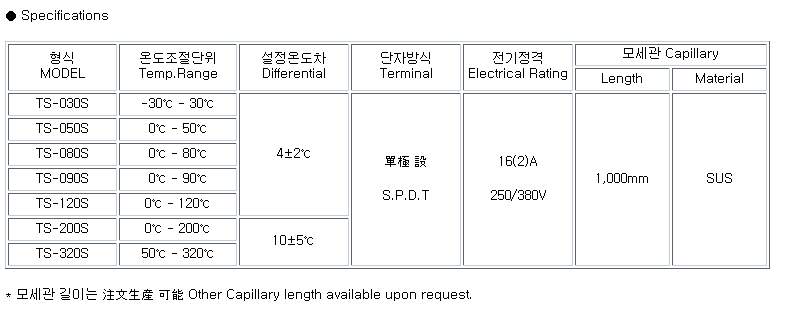 ● Specifications
형식 온도조절단위 설정온도차 단자방식 전기정격 모세관 Capillary
MODEL Temp.Range Differential Terminal Electrical Rating Length Material
TS-030S -30℃ - 30℃
TS-050S 0℃ - 50℃
TS-080S 0℃ - 80℃
TS-090S 0℃ - 90℃
TS-120S 0℃ - 120℃
TS-200S 0℃ - 200℃
TS-320S 50℃ - 320℃
4±2℃
10±5℃
單極 設
S.P.D.T
16(2)A
250/380V
1,000mm
SUS
* 모세관 길이는 注文生産 可能 Other Capillary length available upon request.